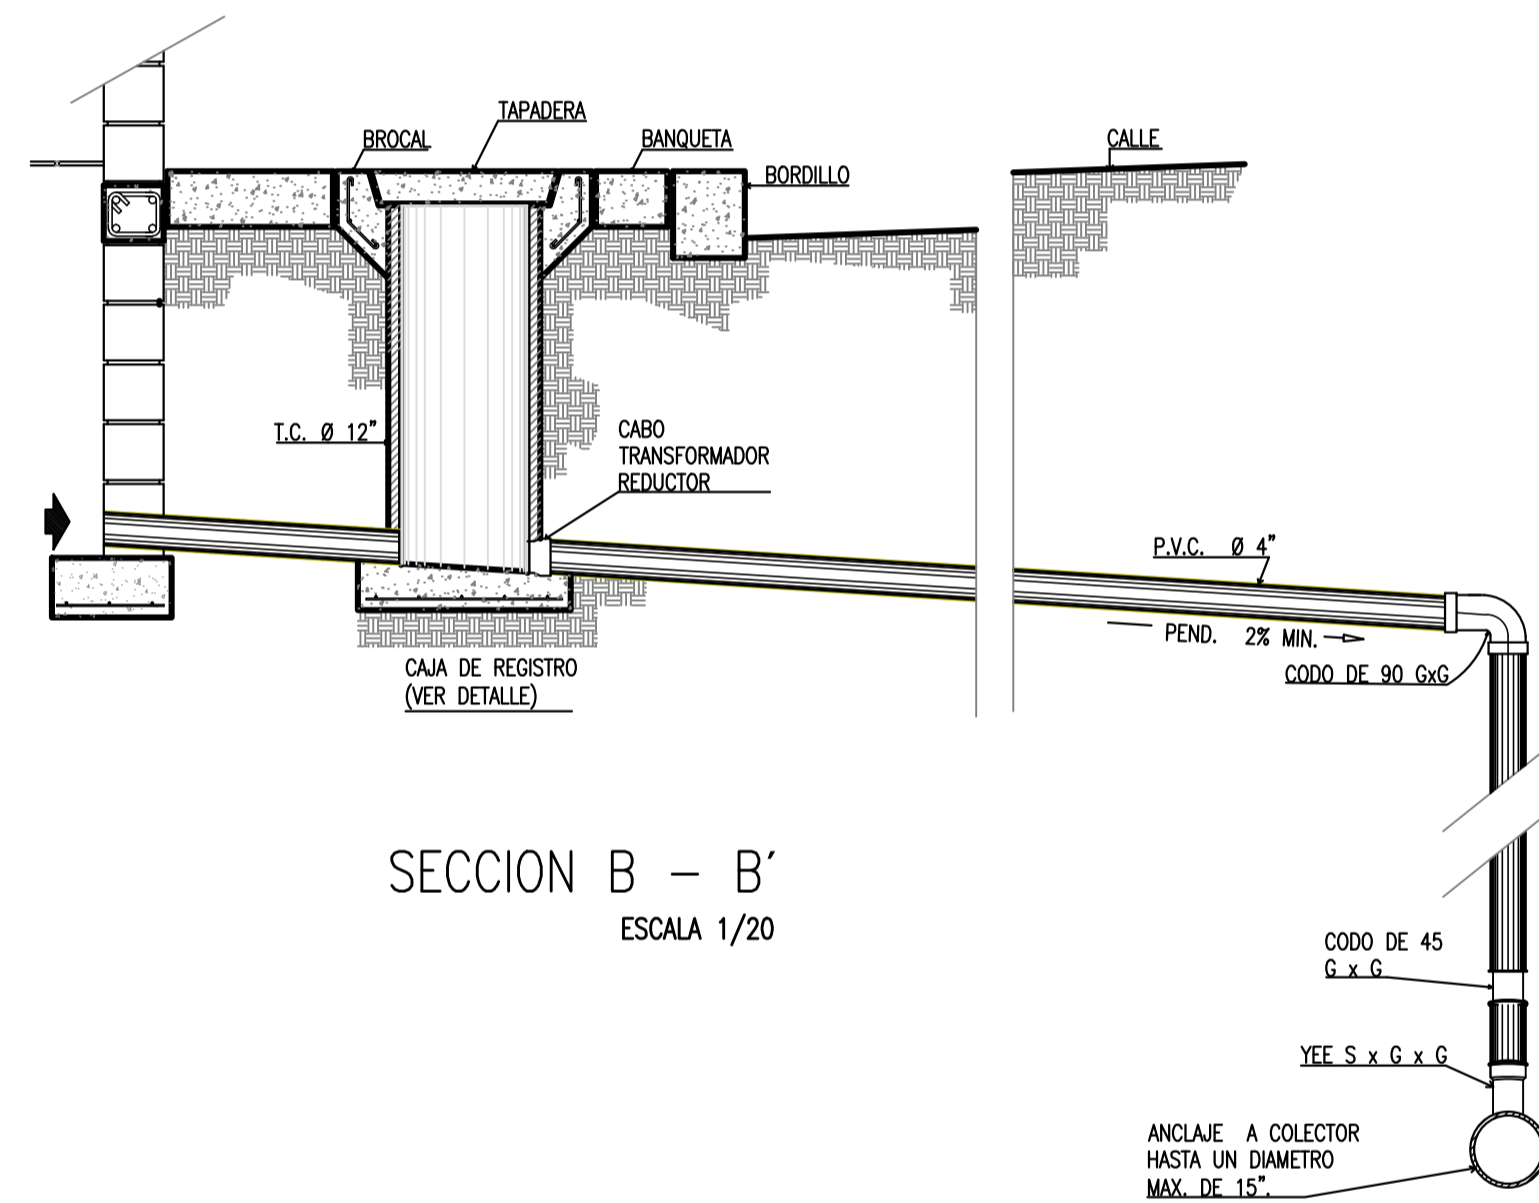 TAPADERA
BROCAL
BANQUETA
CALLE
BORDILLO
T.C. Ø 12"
CABO
TRANSFORMADOR
REDUCTOR
P.V.C. Ø 4"
PEND. 2% MIN.
CODO DE 90 GxG
CAJA DE REGISTRO
(VER DETALLE)
SECCION B – B´
ESCALA 1/20
CODO DE 45
G x G
YEE S x G x G
ANCLAJE A COLECTOR
HASTA UN DIAMETRO
MAX. DE 15".